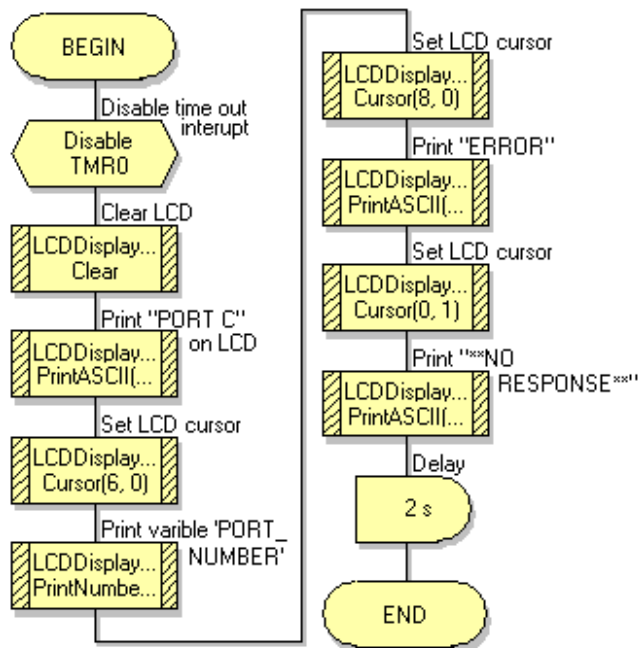 BEGIN
Disable time out
interupt
Disable
TMR0
Clear LCD
LCDDisplay...
Clear
Print "PORT C"
on LCD
LCDDisplay...
PrintASCII(...
Set LCD cursor
LCDDisplay...
Cursor(6, 0)
Print varible 'PORT_
NUMBER'
LCDDisplay...
PrintNumbe...
Set LCD cursor
LCDDisplay...
Cursor(8, 0)
Print "ERROR"
LCDDisplay...
PrintASCII(...
Set LCD cursor
LCDDisplay...
Cursor(0, 1)
Print "**NO
RESPONSE**"
LCDDisplay...
PrintASCII(...
Delay
2 s
END